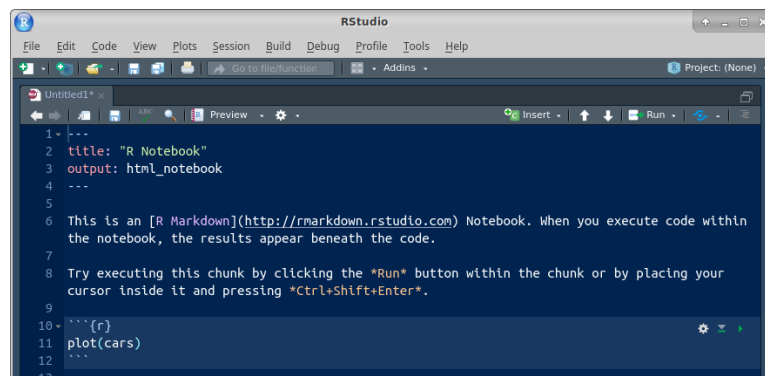 RStudio
File Edit Code View Plots Session Build Debug Profile Tools Help
Go to file/function Addins Project: (None)
Untitled1*
ABC Preview Insert Run
1 ---
2 title: "R Notebook"
3 output: html_notebook
4 ---
5
6 This is an [R Markdown](http://rmarkdown.rstudio.com) Notebook. When you execute code within
the notebook, the results appear beneath the code.
7
8 Try executing this chunk by clicking the *Run* button within the chunk or by placing your
cursor inside it and pressing *Ctrl+Shift+Enter*.
9
10 ```{r}
11 plot(cars)
12 ```
13